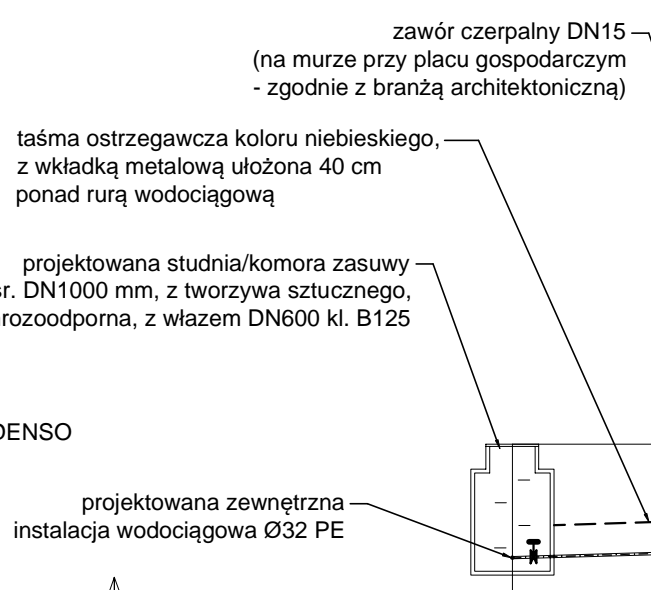 zawór czerpalny DN15
(na murze przy placu gospodarczym
- zgodnie z branżą architektoniczną)
taśma ostrzegawcza koloru niebieskiego,
z wkładką metalową ułożona 40 cm
ponad rurą wodociągową
projektowana studnia/komora zasuwy
śr. DN1000 mm, z tworzywa sztucznego,
rozoodporna, z włazem DN600 kl. B125
DENSO
projektowana zewnętrzna
instalacja wodociągowa Ø32 PE